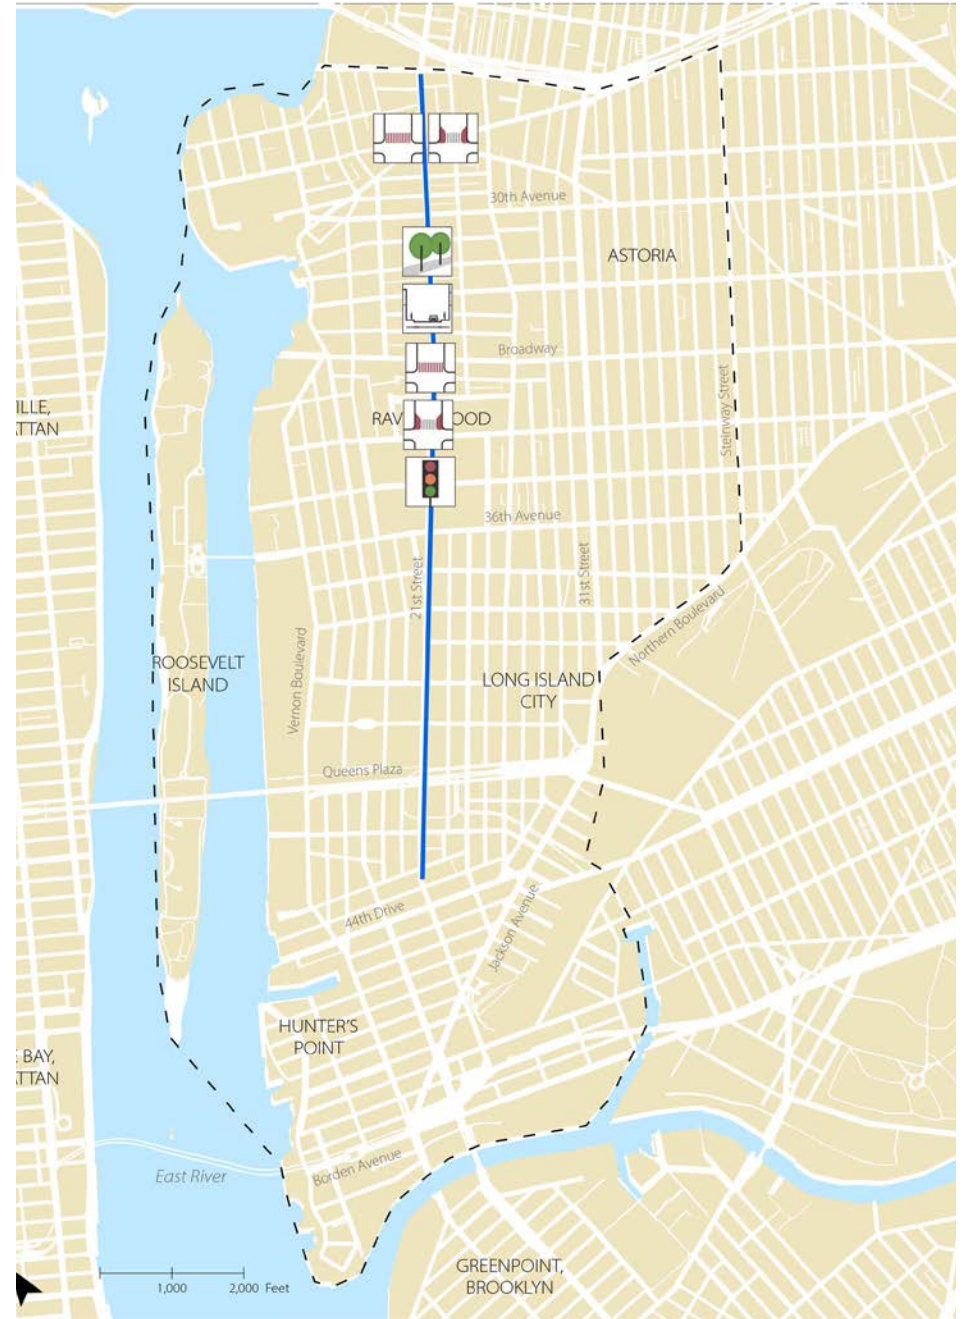 30th Avenue
ASTORIA
Broadway
Steinway Street
36th Avenue
21st Street
31st Street
Northern Boulevard
ROOSEVELT
ISLAND
Vernon Boulevard
LONG ISLAND
CITY
Queens Plaza
44th Drive
Jackson Avenue
HUNTER'S
POINT
East River
Borden Avenue
GREENPOINT,
BROOKLYN
1,000
2,000 Feet
ILLE,
TTAN
RAV OOD
BAY,
TTAN